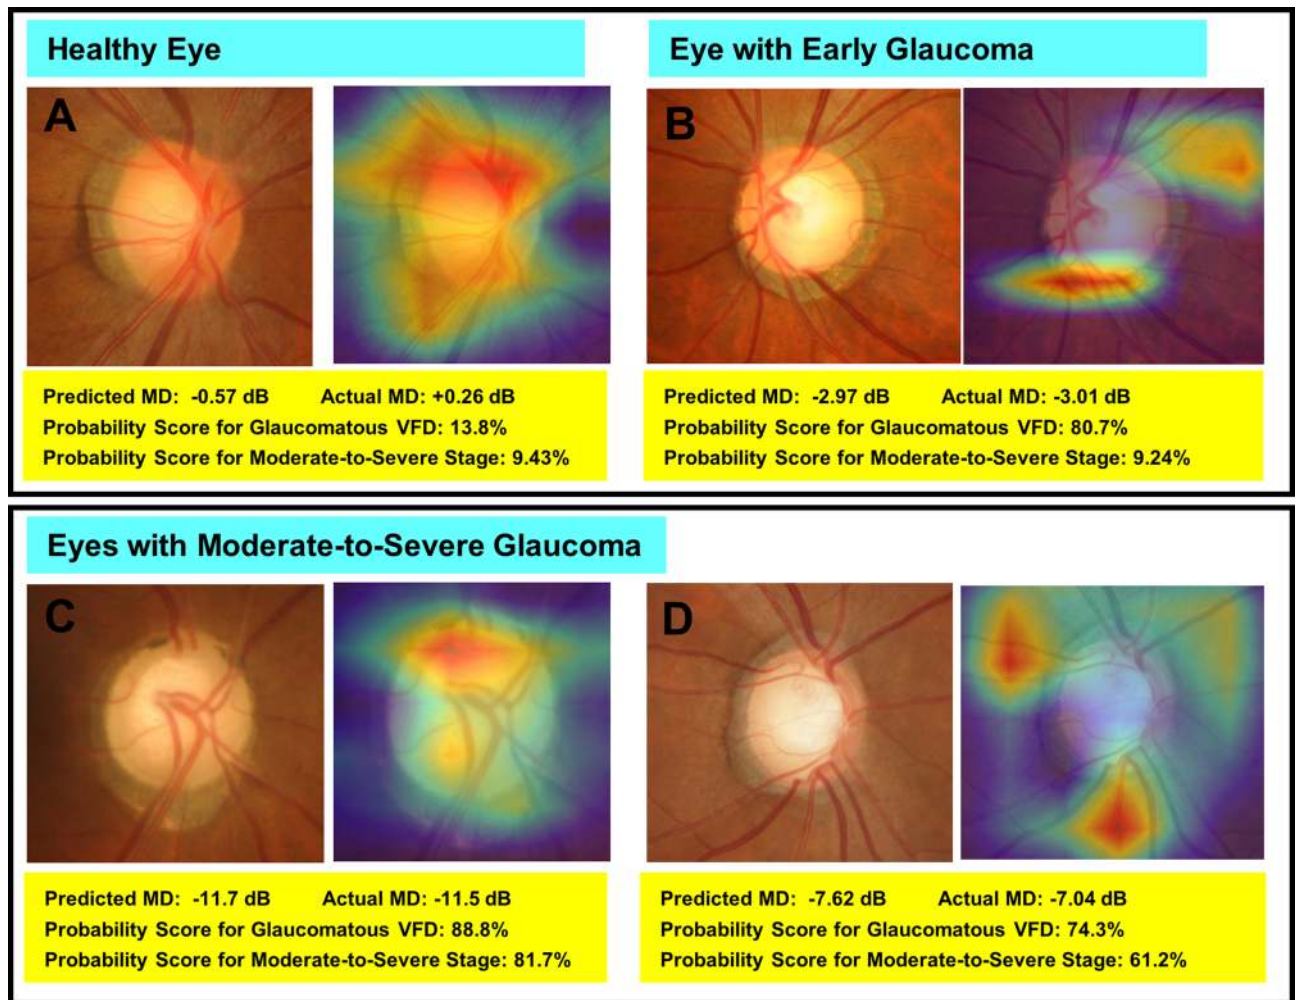 Healthy Eye
Eye with Early Glaucoma
A
B
Predicted MD: -0.57 dB Actual MD: +0.26 dB
Probability Score for Glaucomatous VFD: 13.8%
Probability Score for Moderate-to-Severe Stage: 9.43%
Predicted MD: -2.97 dB Actual MD: -3.01 dB
Probability Score for Glaucomatous VFD: 80.7%
Probability Score for Moderate-to-Severe Stage: 9.24%
Eyes with Moderate-to-Severe Glaucoma
C
D
Predicted MD: -11.7 dB Actual MD: -11.5 dB
Probability Score for Glaucomatous VFD: 88.8%
Probability Score for Moderate-to-Severe Stage: 81.7%
Predicted MD: -7.62 dB Actual MD: -7.04 dB
Probability Score for Glaucomatous VFD: 74.3%
Probability Score for Moderate-to-Severe Stage: 61.2%